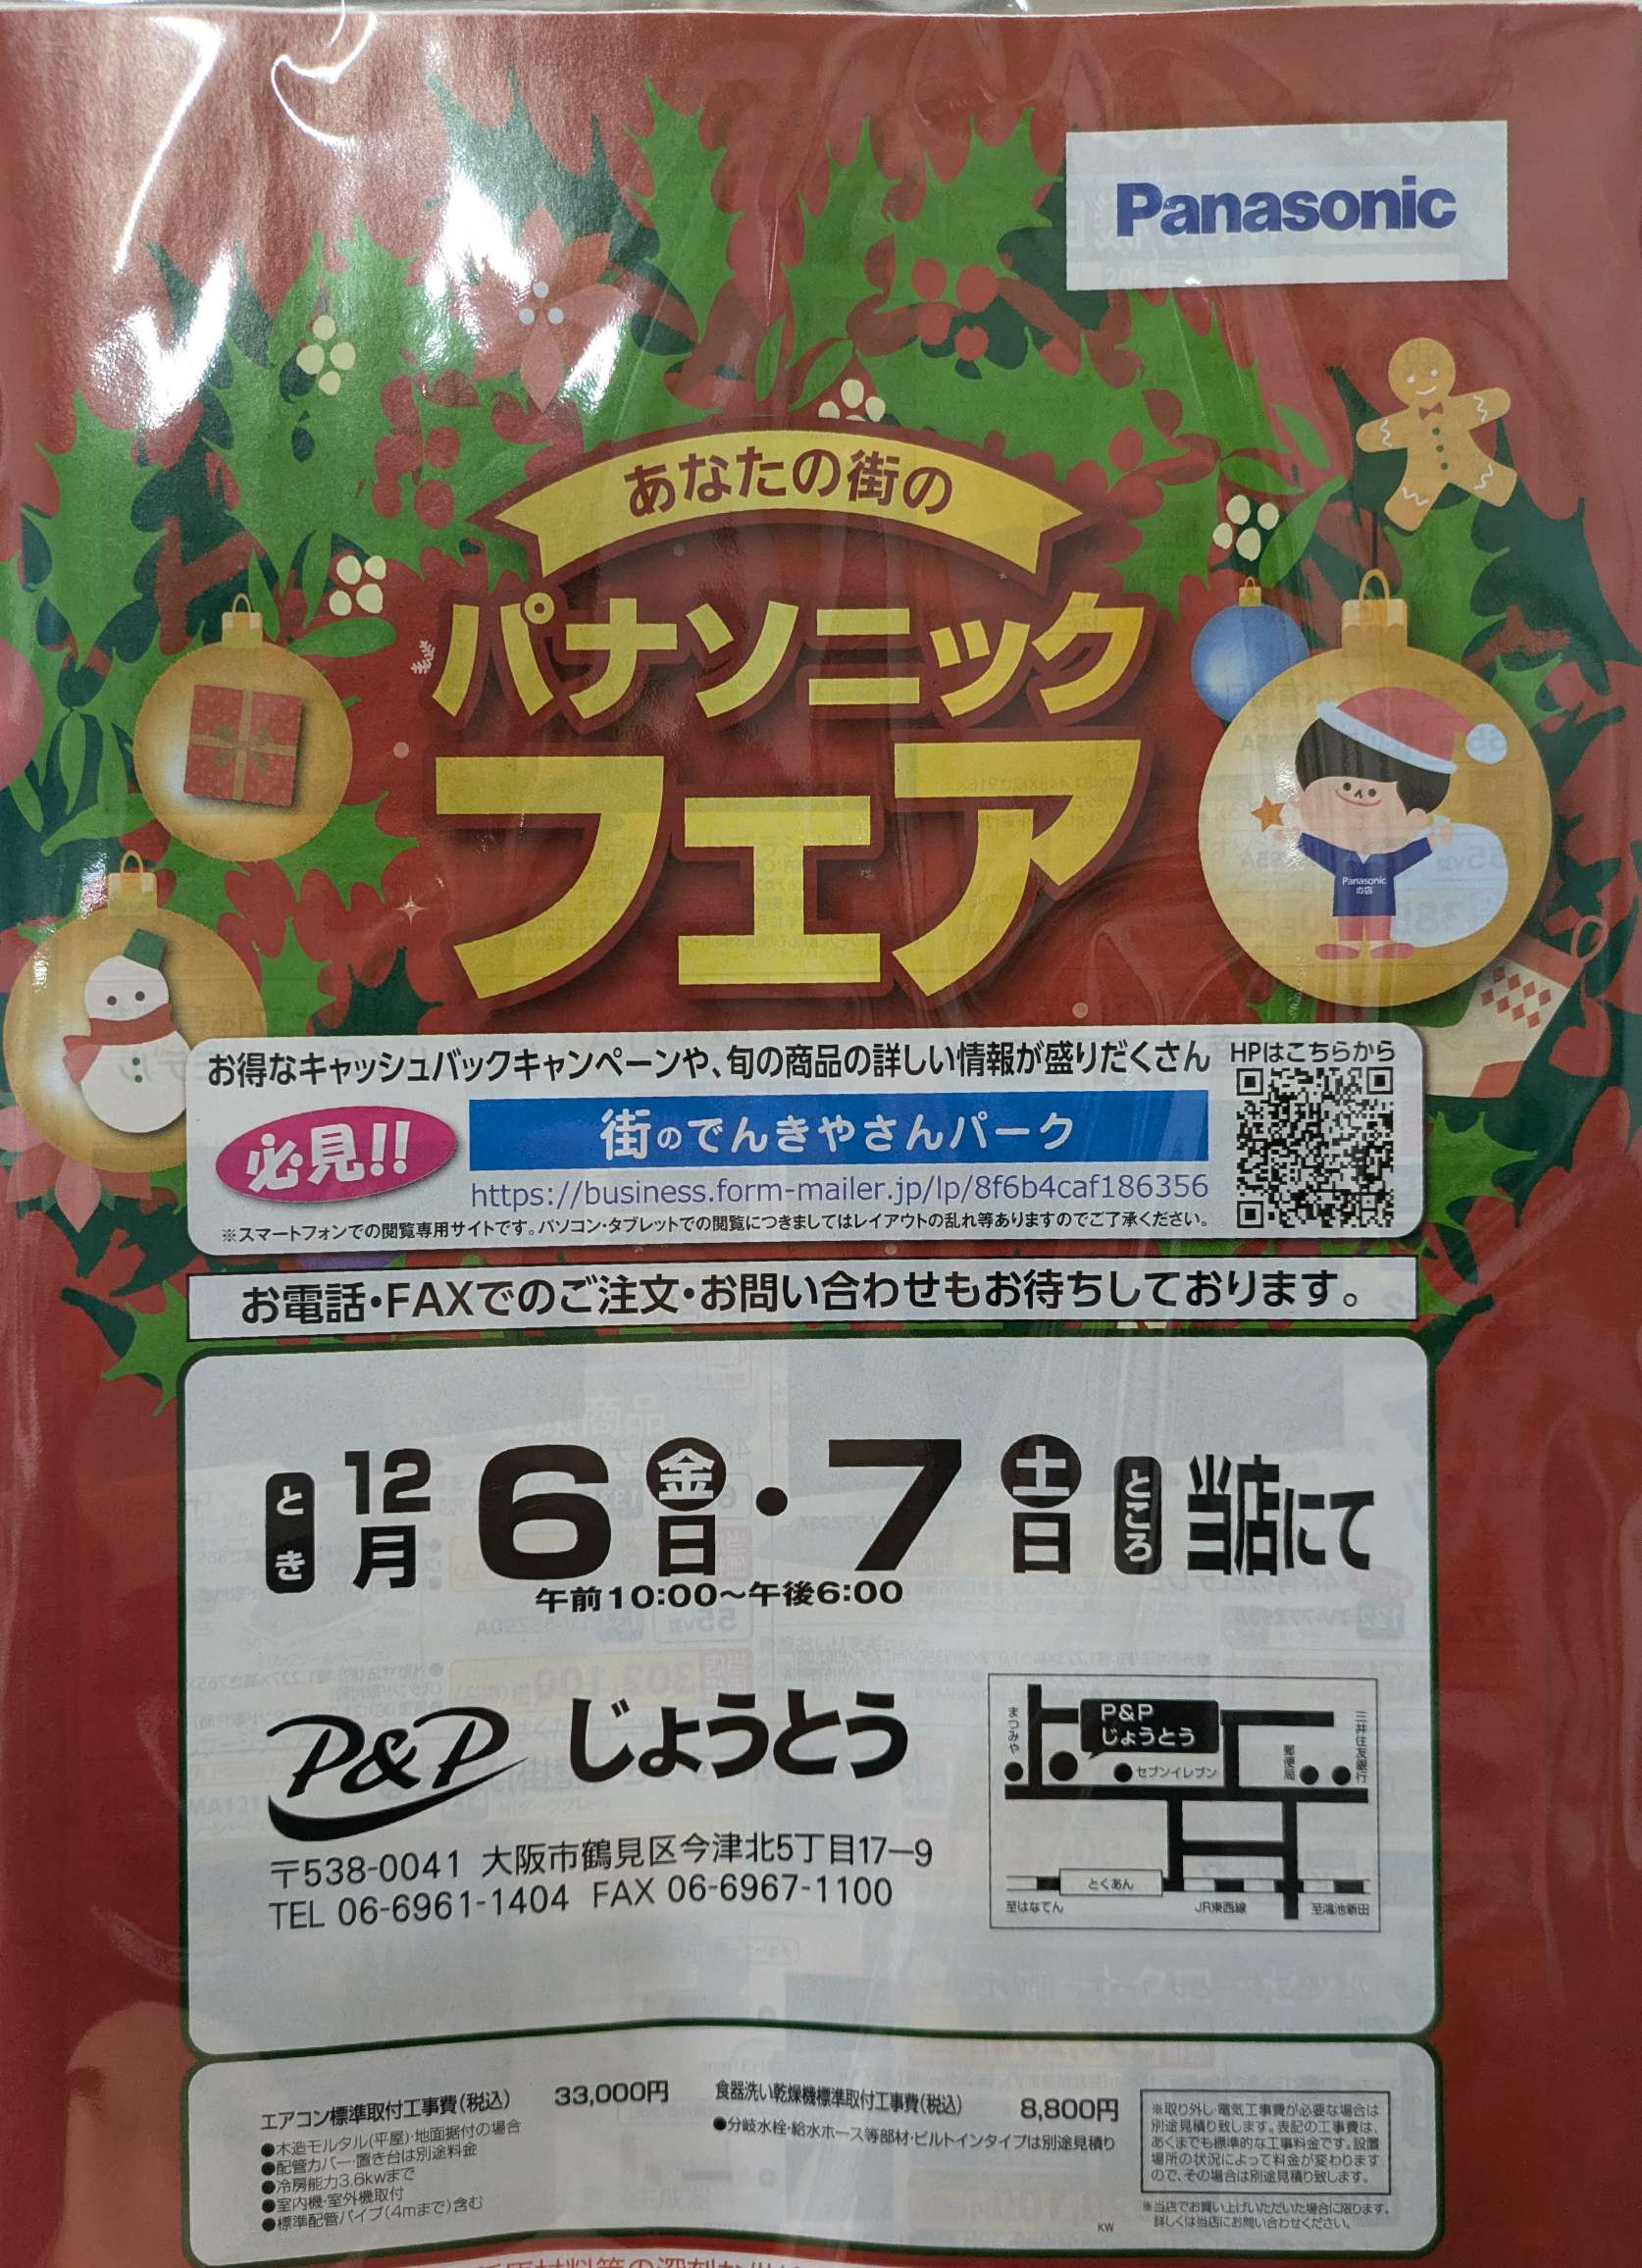 Panasonic
あなたの街の
パナソニック
フェア
Panasonic
の店
お得なキャッシュバックキャンペーンや、旬の商品の詳しい情報が盛りだくさん
HPはこちらから
必見!!
街のでんきやさんパーク
https://business.form-mailer.jp/lp/8f6b4caf186356
※スマートフォンでの閲覧専用サイトです。パソコン・タブレットでの閲覧につきましてはレイアウトの乱れ等ありますのでご了承ください。
お電話・FAXでのご注文・お問い合わせもお待ちしております。
とき 12月 6日(金)・7日(土) ところ 当店にて
午前10:00～午後6:00
P&P じょうとう
〒538-0041 大阪市鶴見区今津北5丁目17-9
TEL 06-6961-1404 FAX 06-6967-1100
まつみや
P&P
じょうとう
セブンイレブン
郵便局
三井住友銀行
とくあん
至はなてん
JR東西線
至鴻池新田
エアコン標準取付工事費(税込) 33,000円
●木造モルタル(平屋)・地面据付の場合
●配管カバー・置き台は別途料金
●冷房能力3.6kwまで
●室内機・室外機取付
●標準配管パイプ(4mまで)含む
食器洗い乾燥機標準取付工事費(税込) 8,800円
●分岐水栓・給水ホース等部材・ビルトインタイプは別途見積り
※取り外し・電気工事費が必要な場合は
別途見積り致します。表記の工事費は、
あくまでも標準的な工事料金です。設置
場所の状況によって料金が変わります
ので、その場合は別途見積り致します。
※当店でお買い上げいただいた場合に限ります。
詳しくは当店にお問い合わせください。
KW